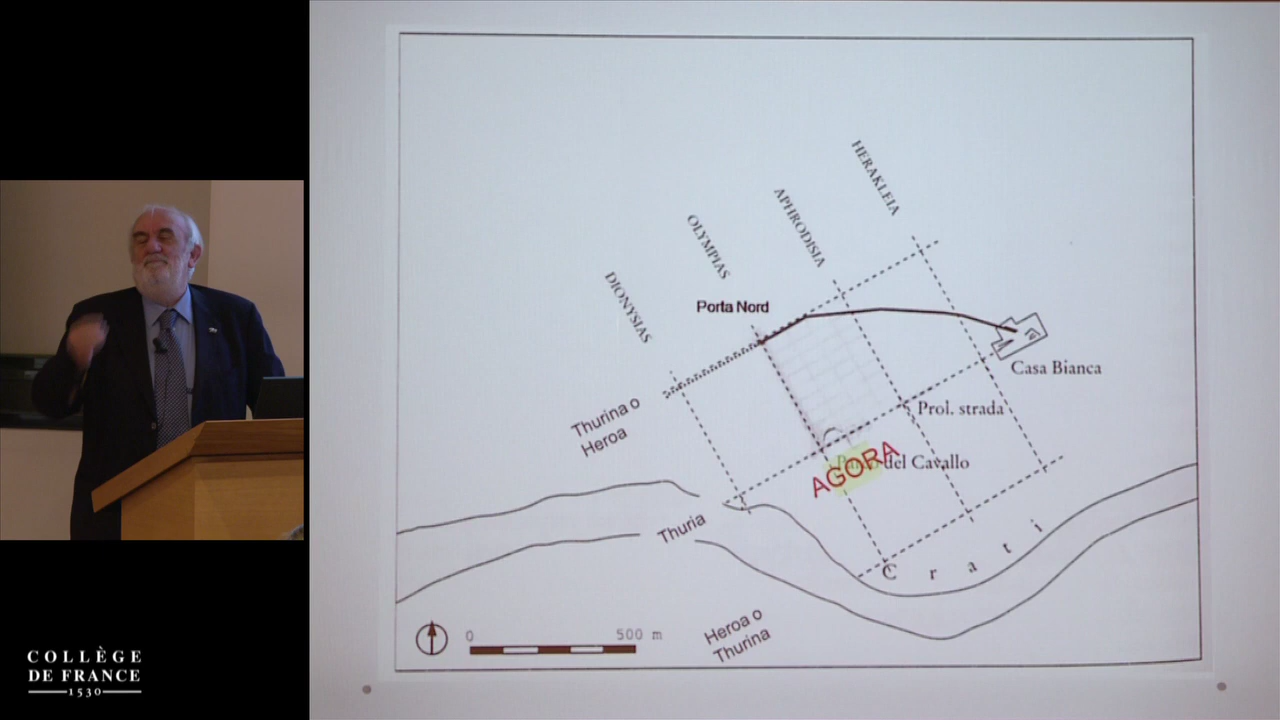 HERAKLEIA
APHRODISIA
OLYMPIAS
DIONYSIAS
Porta Nord
Casa Bianca
Thurina o
Heroa
Prol. strada
del Cavallo
AGORA
Thuria
C r a t i
0 500 m
Heroa o
Thurina
COLLÈGE
DE FRANCE
1530